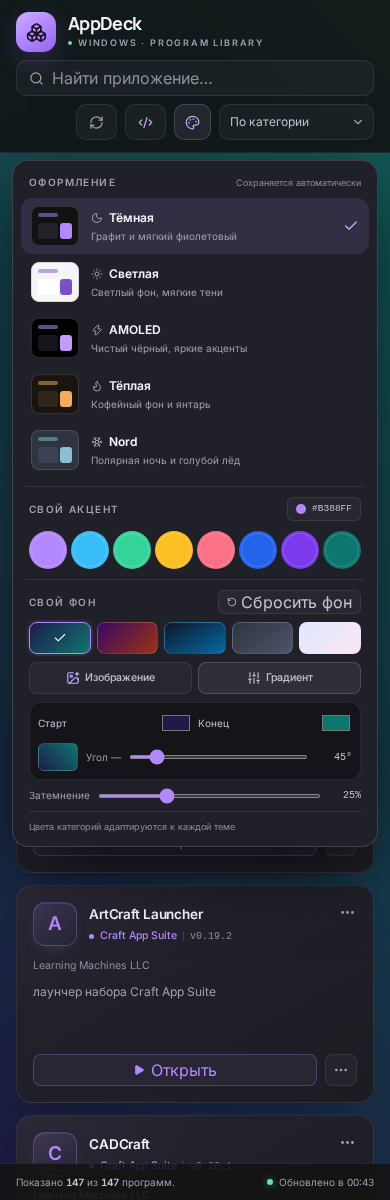 AppDeck
WINDOWS · PROGRAM LIBRARY
Найти приложение...
По категории
ОФОРМЛЕНИЕ
Сохраняется автоматически
Тёмная
Графит и мягкий фиолетовый
Светлая
Светлый фон, мягкие тени
AMOLED
Чистый чёрный, яркие акценты
Тёплая
Кофейный фон и янтарь
Nord
Полярная ночь и голубой лёд
СВОЙ АКЦЕНТ
#B388FF
СВОЙ ФОН
Сбросить фон
Изображение
Градиент
Старт
Конец
Угол —
45°
Затемнение
25%
Цвета категорий адаптируются к каждой теме
A
ArtCraft Launcher
Craft App Suite | v0.19.2
Learning Machines LLC
лаунчер набора Craft App Suite
Открыть
C
CADCraft
Craft App Suite
Показано 147 из 147 программ.
Обновлено в 00:43